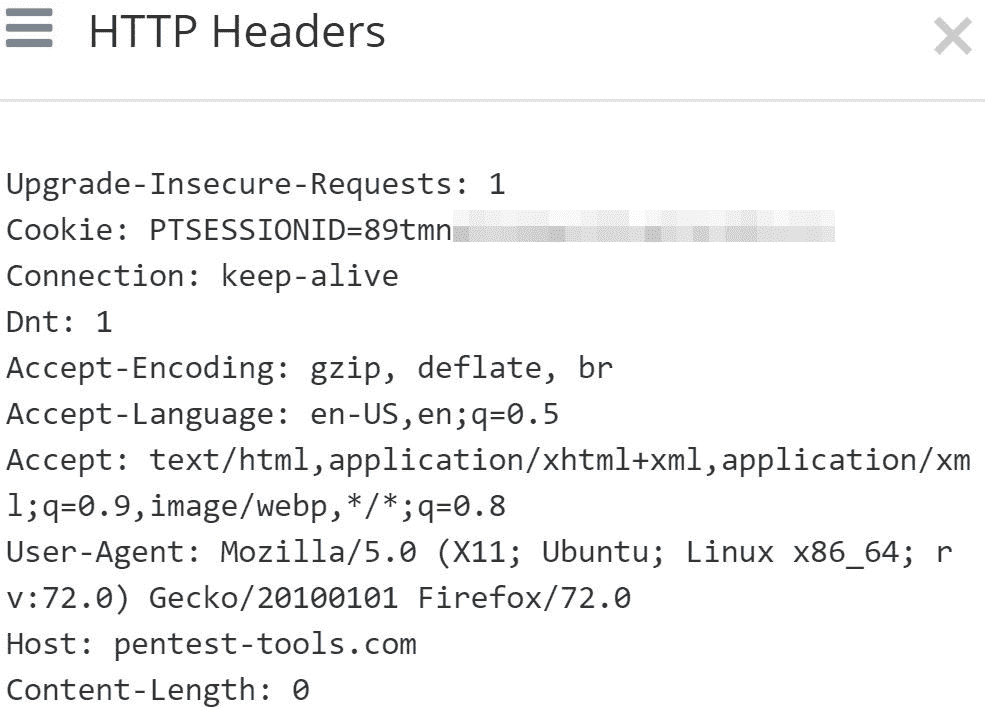 HTTP Headers
Upgrade-Insecure-Requests: 1
Cookie: PTSESSIONID=89tmn
Connection: keep-alive
Dnt: 1
Accept-Encoding: gzip, deflate, br
Accept-Language: en-US,en;q=0.5
Accept: text/html,application/xhtml+xml,application/xm
l;q=0.9,image/webp,*/*;q=0.8
User-Agent: Mozilla/5.0 (X11; Ubuntu; Linux x86_64; r
v:72.0) Gecko/20100101 Firefox/72.0
Host: pentest-tools.com
Content-Length: 0